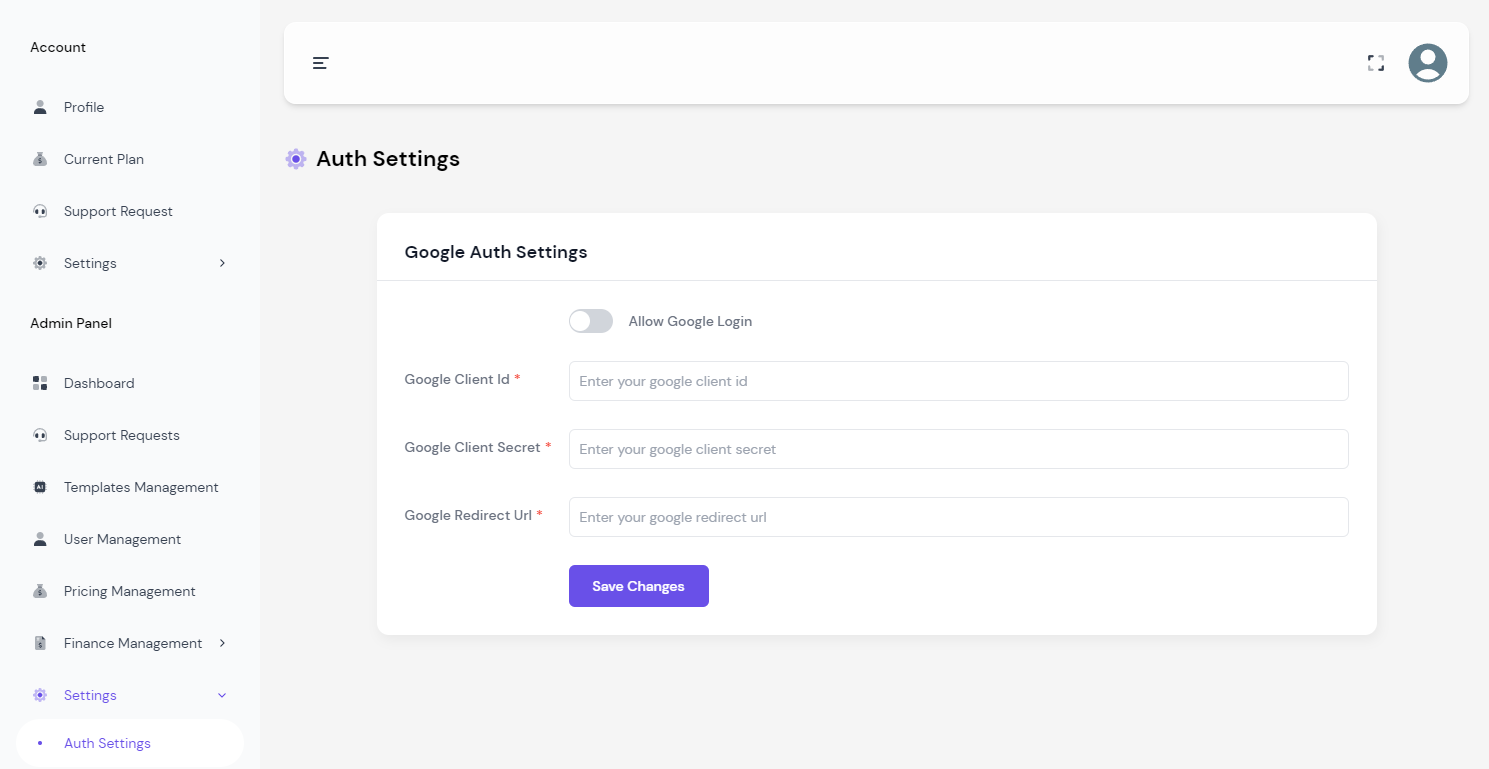 Account
Profile
Current Plan
Support Request
Settings
Admin Panel
Dashboard
Support Requests
AI Templates Management
User Management
Pricing Management
Finance Management
Settings
Auth Settings
Auth Settings
Google Auth Settings
Allow Google Login
Google Client Id * Enter your google client id
Google Client Secret * Enter your google client secret
Google Redirect Url * Enter your google redirect url
Save Changes